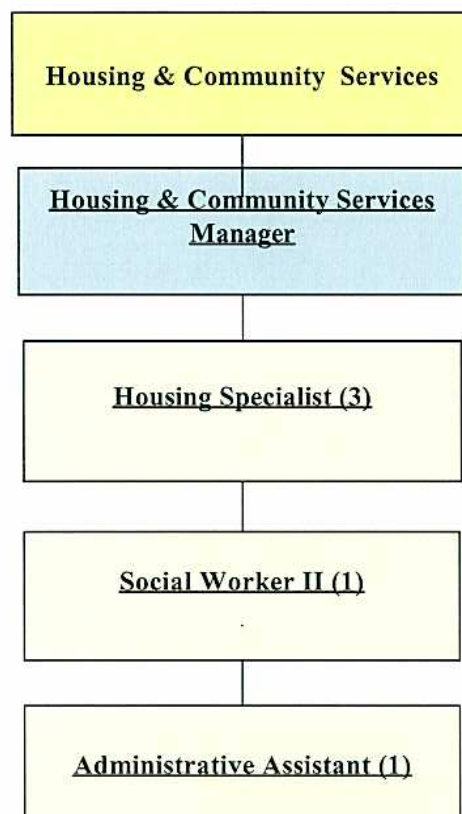 Housing & Community Services
Housing & Community Services
Manager
Housing Specialist (3)
Social Worker II (1)
Administrative Assistant (1)